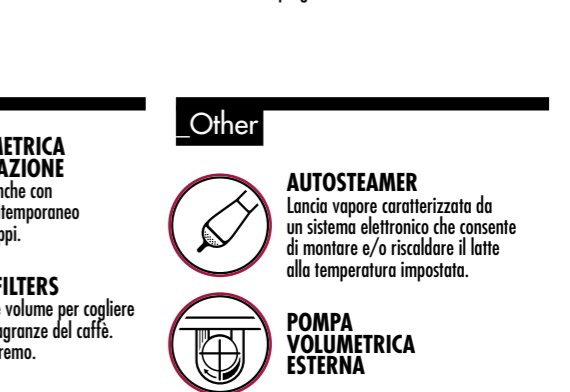 METRICA
AZIONE
nche con
temporaneo
ppi.
FILTERS
e volume per cogliere
agranze del caffè.
remo.
_Other
AUTOSTEAMER
Lancia vapore caratterizzata da
un sistema elettronico che consente
di montare e/o riscaldare il latte
alla temperatura impostata.
POMPA
VOLUMETRICA
ESTERNA